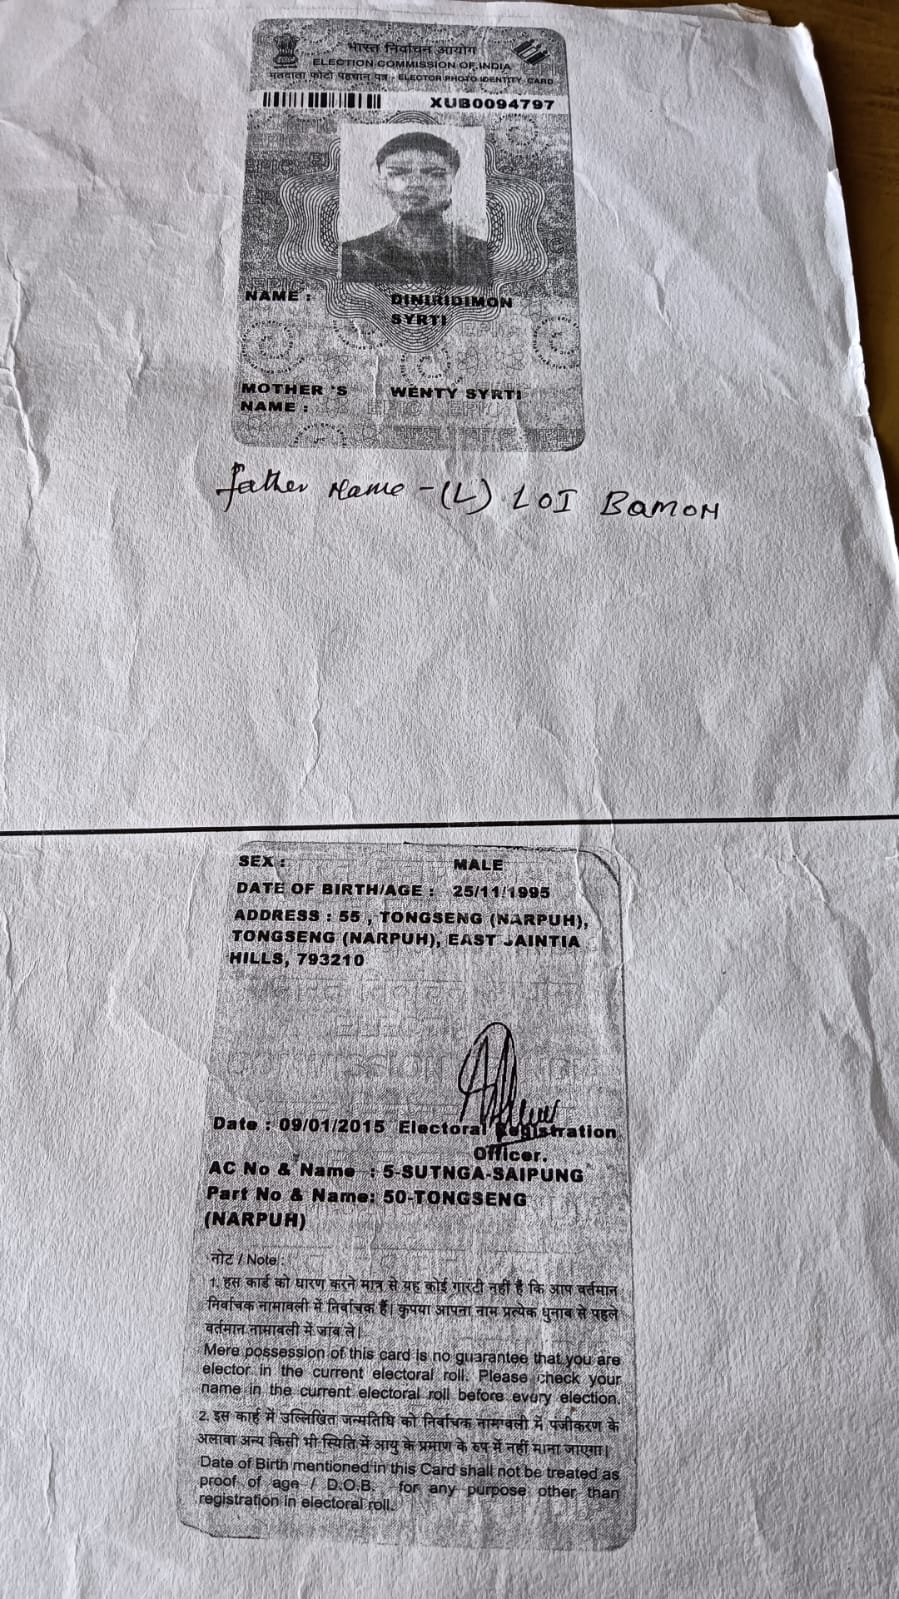 भारत निर्वाचन आयोग
ELECTION COMMISSION OF INDIA
मतदाता फोटो पहचान पत्र - ELECTOR PHOTO IDENTITY CARD
XUB0094797
NAME : DINIRIDIMON
SYRTI
MOTHER 'S WENTY SYRTI
NAME :
father Name - (L) LOI BAMON
SEX : MALE
DATE OF BIRTH/AGE : 25/11/1995
ADDRESS : 55 , TONGSENG (NARPUH),
TONGSENG (NARPUH), EAST JAINTIA
HILLS, 793210
Date : 09/01/2015 Electoral Registration
Officer.
AC No & Name : 5-SUTNGA-SAIPUNG
Part No & Name: 50-TONGSENG
(NARPUH)
नोट / Note :
1. इस कार्ड को धारण करने मात्र से यह कोई गारंटी नहीं है कि आप वर्तमान
निर्वाचक नामावली में निर्वाचक हैं। कृपया आपना नाम प्रत्येक चुनाव से पहले
वर्तमान नामावली में जांच ले।
Mere possession of this card is no guarantee that you are
elector in the current electoral roll. Please check your
name in the current electoral roll before every election.
2. इस कार्ड में उल्लिखित जन्मतिथि को निर्वाचक नामावली में पंजीकरण के
अलावा अन्य किसी भी स्थिति में आयु के प्रमाण के रुप में नहीं माना जाएगा।
Date of Birth mentioned in this Card shall not be treated as
proof of age / D.O.B. for any purpose other than
registration in electoral roll.